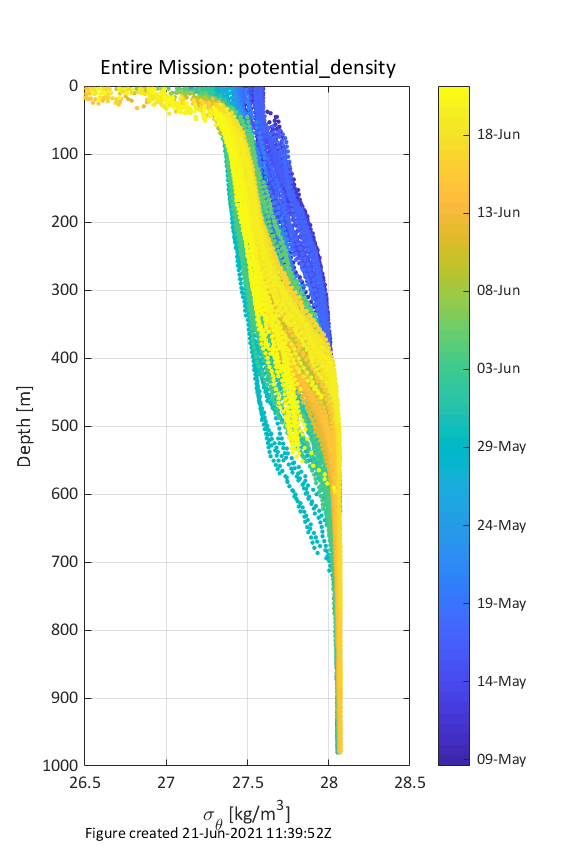 Entire Mission: potential_density
0
100
200
300
400
500
600
700
800
900
1000
Depth [m]
26.5
27
27.5
28
28.5
σ_θ [kg/m^3]
18-Jun
13-Jun
08-Jun
03-Jun
29-May
24-May
19-May
14-May
09-May
Figure created 21-Jun-2021 11:39:52Z